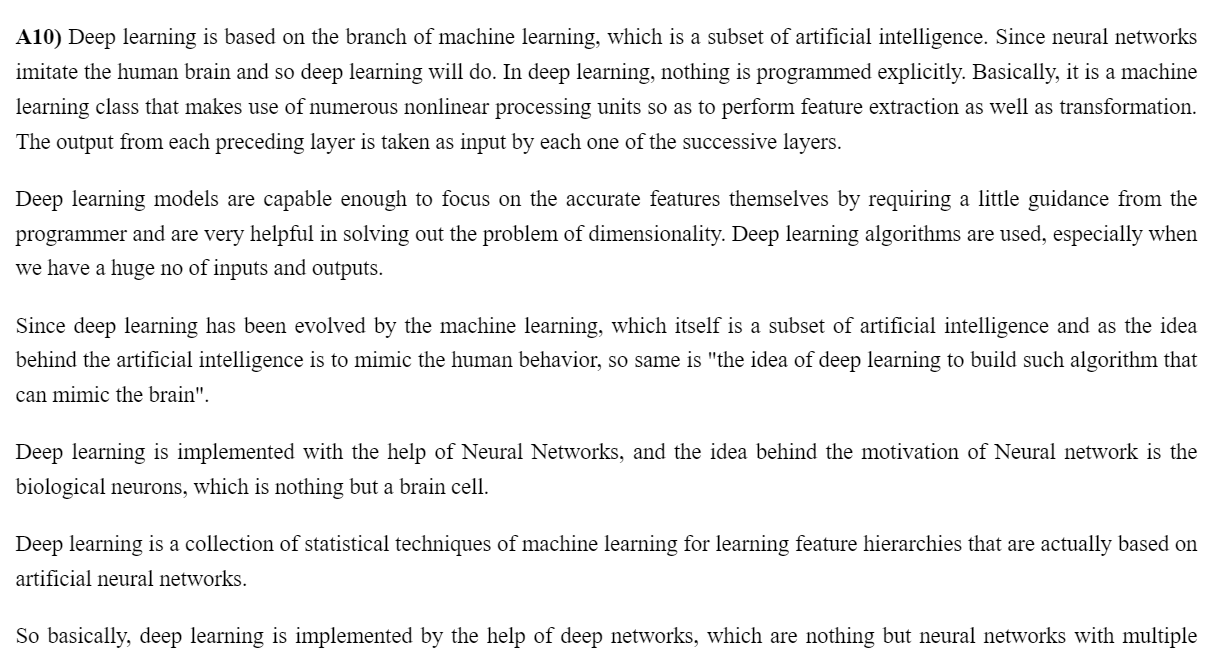 A10) Deep learning is based on the branch of machine learning, which is a subset of artificial intelligence. Since neural networks
imitate the human brain and so deep learning will do. In deep learning, nothing is programmed explicitly. Basically, it is a machine
learning class that makes use of numerous nonlinear processing units so as to perform feature extraction as well as transformation.
The output from each preceding layer is taken as input by each one of the successive layers.
Deep learning models are capable enough to focus on the accurate features themselves by requiring a little guidance from the
programmer and are very helpful in solving out the problem of dimensionality. Deep learning algorithms are used, especially when
we have a huge no of inputs and outputs.
Since deep learning has been evolved by the machine learning, which itself is a subset of artificial intelligence and as the idea
behind the artificial intelligence is to mimic the human behavior, so same is "the idea of deep learning to build such algorithm that
can mimic the brain".
Deep learning is implemented with the help of Neural Networks, and the idea behind the motivation of Neural network is the
biological neurons, which is nothing but a brain cell.
Deep learning is a collection of statistical techniques of machine learning for learning feature hierarchies that are actually based on
artificial neural networks.
So basically, deep learning is implemented by the help of deep networks, which are nothing but neural networks with multiple